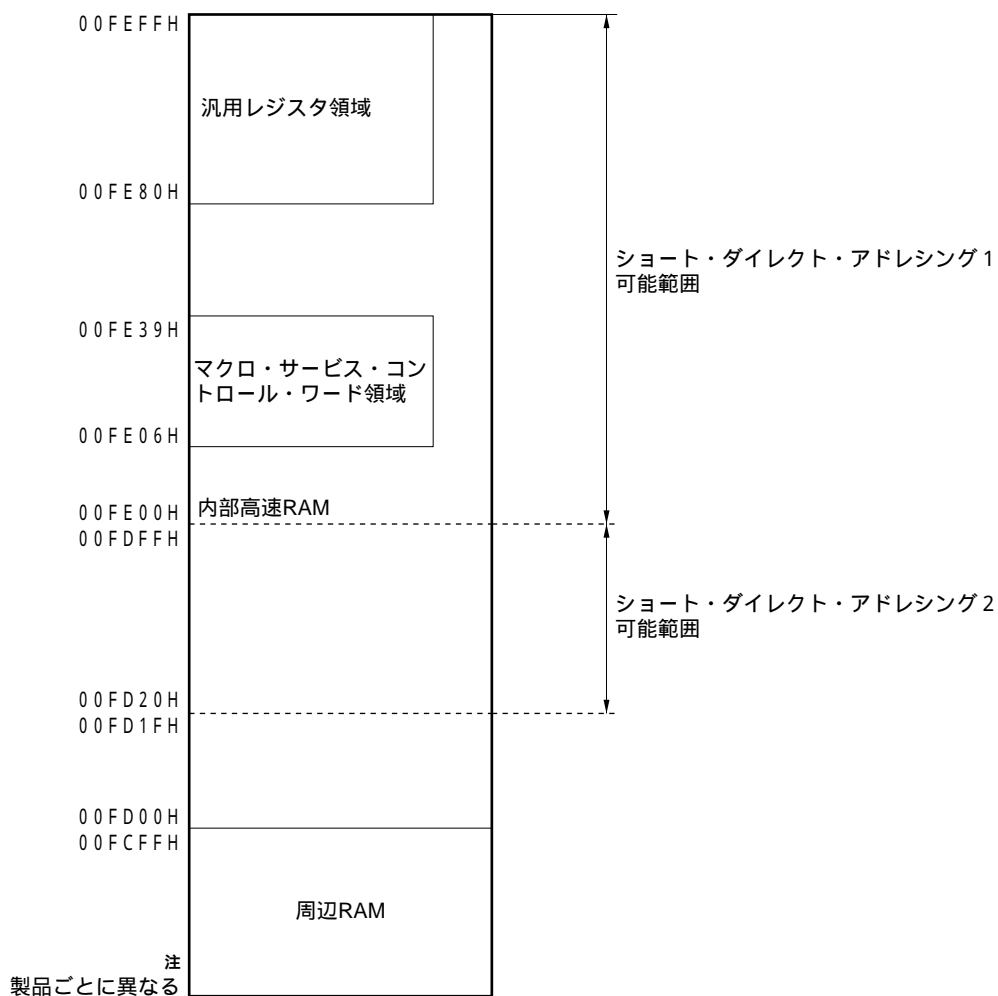 00FEFFH
汎用レジスタ領域
00FE80H
ショート・ダイレクト・アドレシング1
可能範囲
00FE39H
マクロ・サービス・コン
トロール・ワード領域
00FE06H
内部高速RAM
00FE00H
00FDFFH
ショート・ダイレクト・アドレシング2
可能範囲
00FD20H
00FD1FH
00FD00H
00FCFFH
周辺RAM
注
製品ごとに異なる